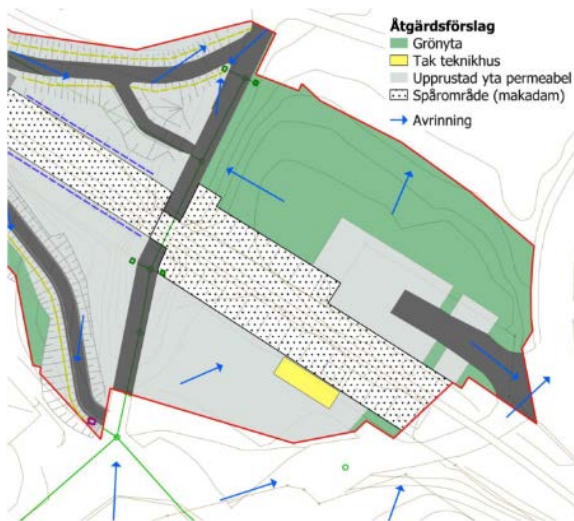 Åtgärdsförslag
Grönyta
Tak teknikhus
Upprustad yta permeabel
Spårområde (makadam)
Avrinning